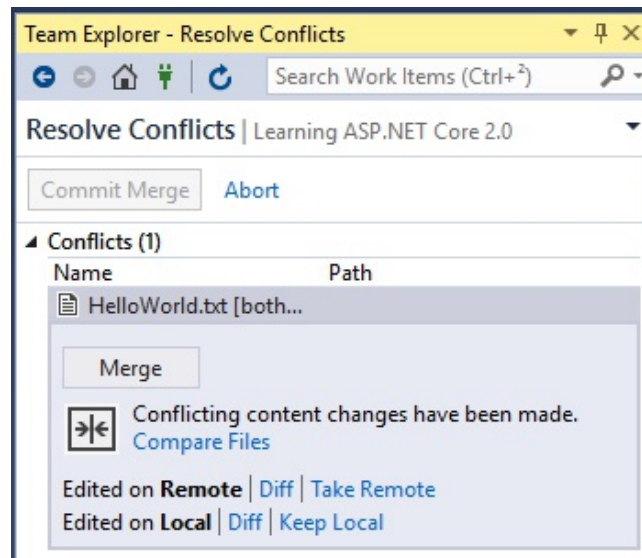 Team Explorer - Resolve Conflicts
Search Work Items (Ctrl+²)
Resolve Conflicts | Learning ASP.NET Core 2.0
Commit Merge Abort
Conflicts (1)
Name Path
HelloWorld.txt [both...
Merge
Conflicting content changes have been made.
Compare Files
Edited on Remote | Diff | Take Remote
Edited on Local | Diff | Keep Local